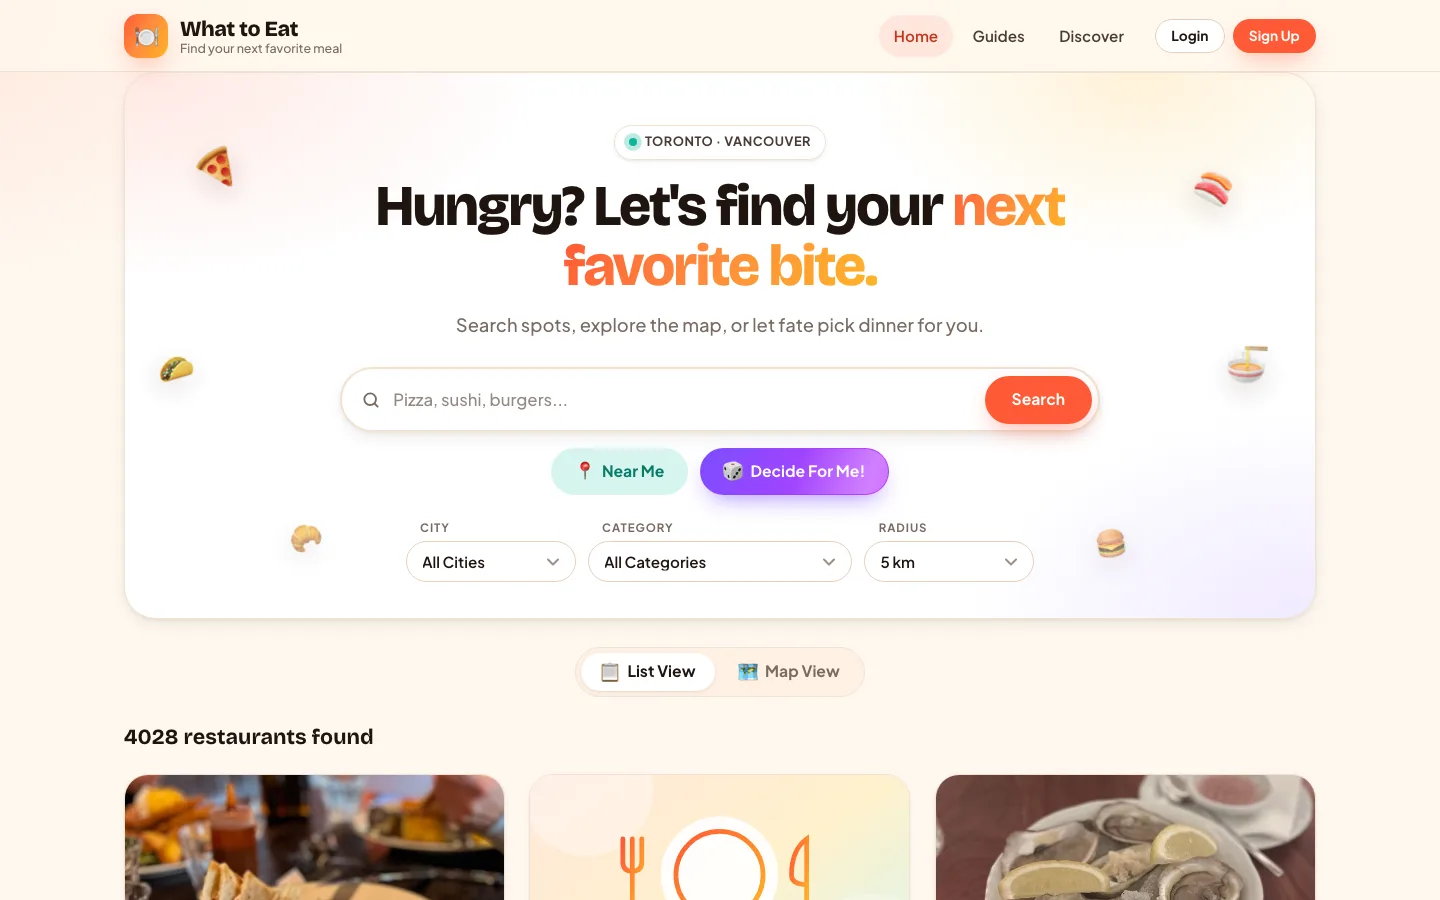 What to Eat
Find your next favorite meal
Home
Guides
Discover
Login
Sign Up
TORONTO · VANCOUVER
Hungry? Let's find your next
favorite bite.
Search spots, explore the map, or let fate pick dinner for you.
Pizza, sushi, burgers...
Search
Near Me
Decide For Me!
CITY
CATEGORY
RADIUS
All Cities
All Categories
5 km
List View
Map View
4028 restaurants found